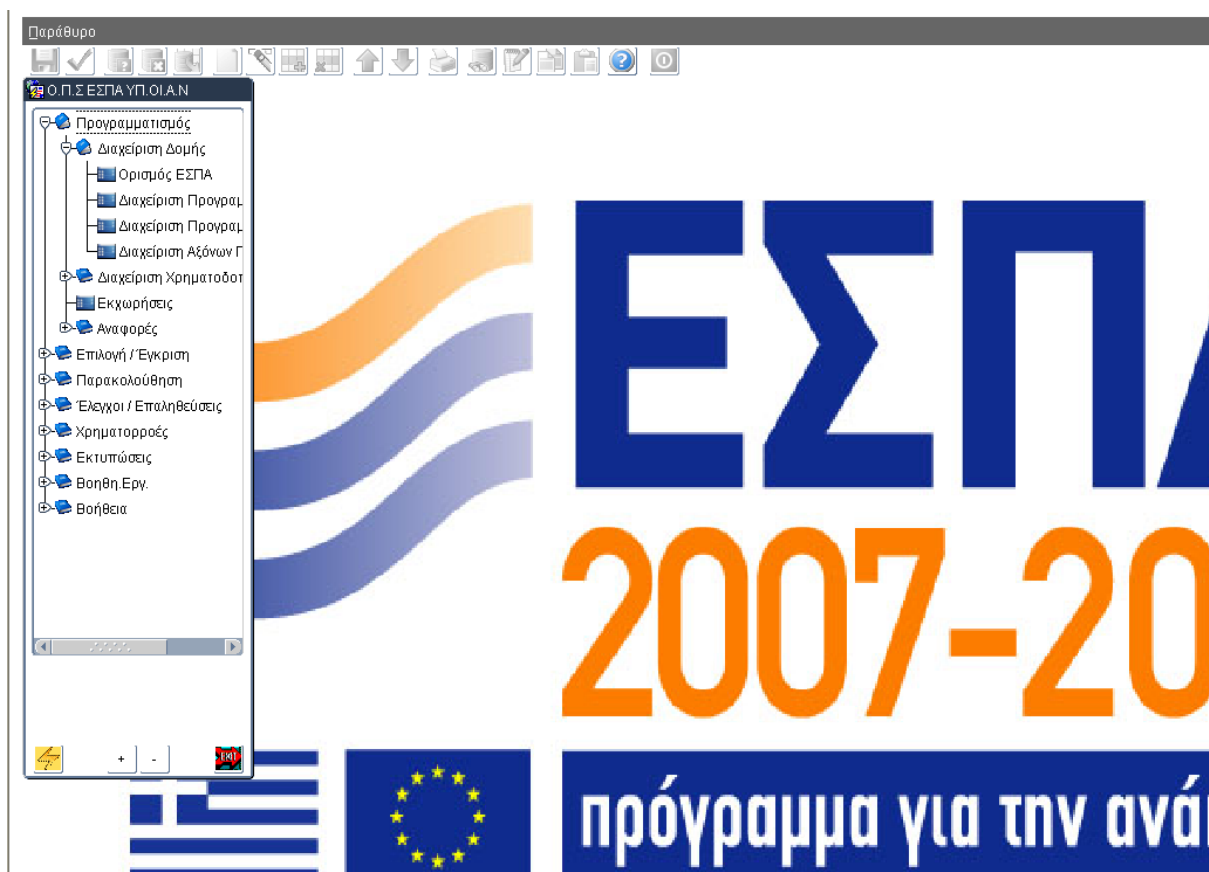 Παράθυρο
Ο.Π.Σ ΕΣΠΑ ΥΠ.ΟΙ.Α.Ν
Προγραμματισμός
Διαχείριση Δομής
Ορισμός ΕΣΠΑ
Διαχείριση Προγραμ
Διαχείριση Προγραμ
Διαχείριση Αξόνων Π
Διαχείριση Χρηματοδοτ
Εκχωρήσεις
Αναφορές
Επιλογή / Έγκριση
Παρακολούθηση
Έλεγχοι / Επαληθεύσεις
Χρηματορροές
Εκτυπώσεις
Βοηθη.Εργ.
Βοήθεια
+ -
EXIT
ΕΣΠΑ
2007-20
πρόγραμμα για την ανά